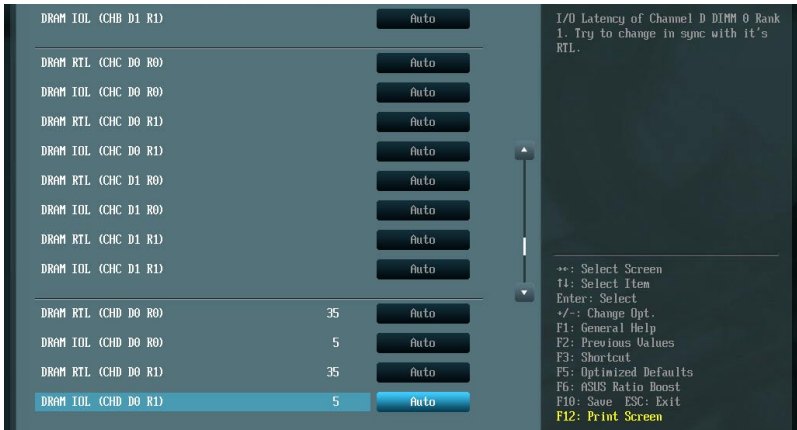 DRAM IOL (CHB D1 R1) Auto
DRAM RTL (CHC D0 R0) Auto
DRAM IOL (CHC D0 R0) Auto
DRAM RTL (CHC D0 R1) Auto
DRAM IOL (CHC D0 R1) Auto
DRAM RTL (CHC D1 R0) Auto
DRAM IOL (CHC D1 R0) Auto
DRAM RTL (CHC D1 R1) Auto
DRAM IOL (CHC D1 R1) Auto
DRAM RTL (CHD D0 R0) 35 Auto
DRAM IOL (CHD D0 R0) 5 Auto
DRAM RTL (CHD D0 R1) 35 Auto
DRAM IOL (CHD D0 R1) 5 Auto
I/O Latency of Channel D DIMM 0 Rank
1. Try to change in sync with it's
RTL.
→←: Select Screen
↑↓: Select Item
Enter: Select
+/-: Change Opt.
F1: General Help
F2: Previous Values
F3: Shortcut
F5: Optimized Defaults
F6: ASUS Ratio Boost
F10: Save ESC: Exit
F12: Print Screen